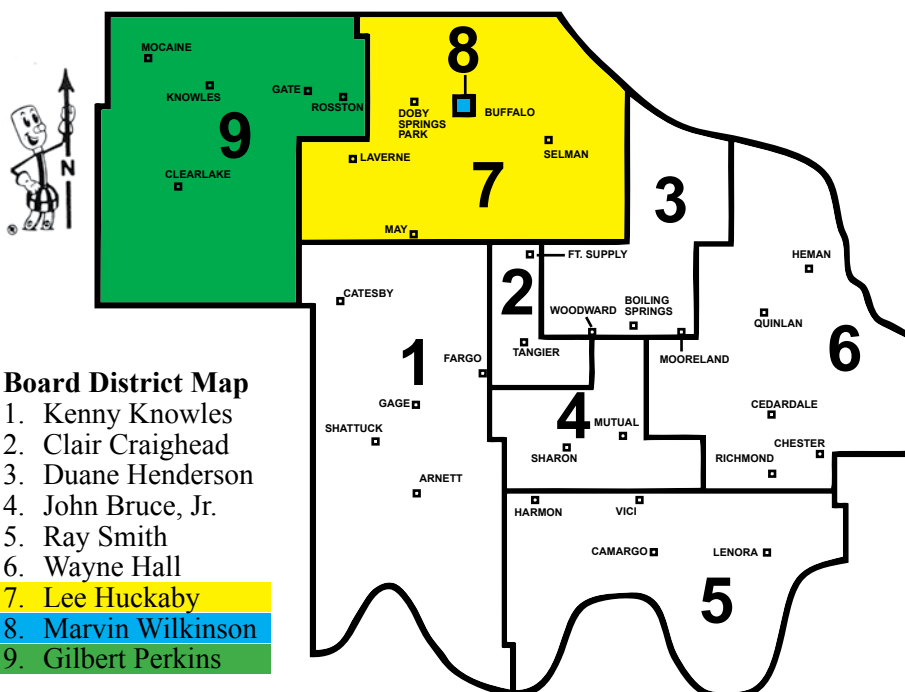 8
MOCAINE
KNOWLES
GATE
ROSSTON
DOBY
SPRINGS
PARK
BUFFALO
9
SELMAN
LAVERNE
CLEARLAKE
7
3
N
MAY
FT. SUPPLY
HEMAN
2
CATESBY
WOODWARD
BOILING
SPRINGS
QUINLAN
TANGIER
MOORELAND
6
1
FARGO
Board District Map
1. Kenny Knowles
2. Clair Craighead
3. Duane Henderson
4. John Bruce, Jr.
5. Ray Smith
6. Wayne Hall
7. Lee Huckaby
8. Marvin Wilkinson
9. Gilbert Perkins
GAGE
4
MUTUAL
CEDARDALE
SHATTUCK
SHARON
CHESTER
RICHMOND
ARNETT
HARMON
VICI
CAMARGO
LENORA
5
®